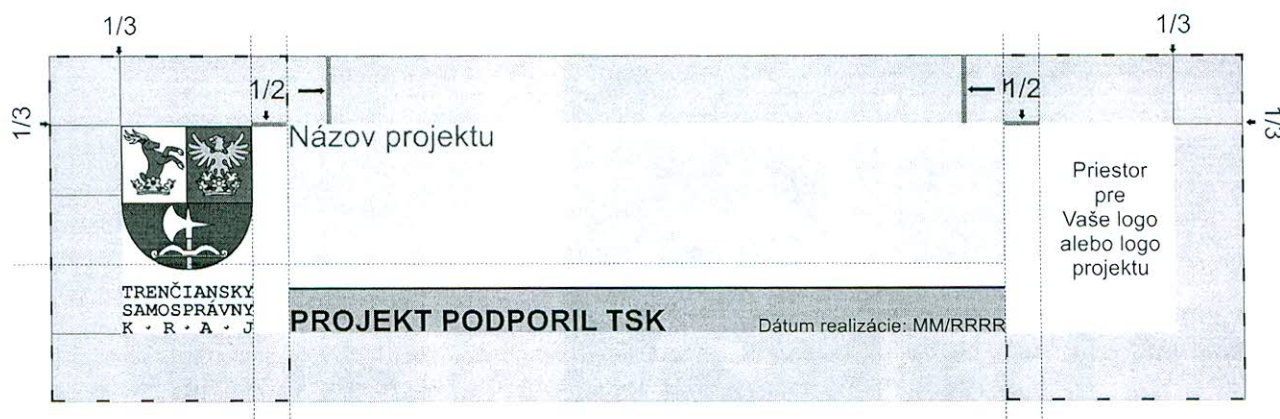 1/3
1/3
1/2
1/2
1/3
1/3
Názov projektu
Priestor
pre
Vaše logo
alebo logo
projektu
TRENČIANSKY
SAMOSPRÁVNY
K · R · A · J
PROJEKT PODPORIL TSK
Dátum realizácie: MM/RRRR